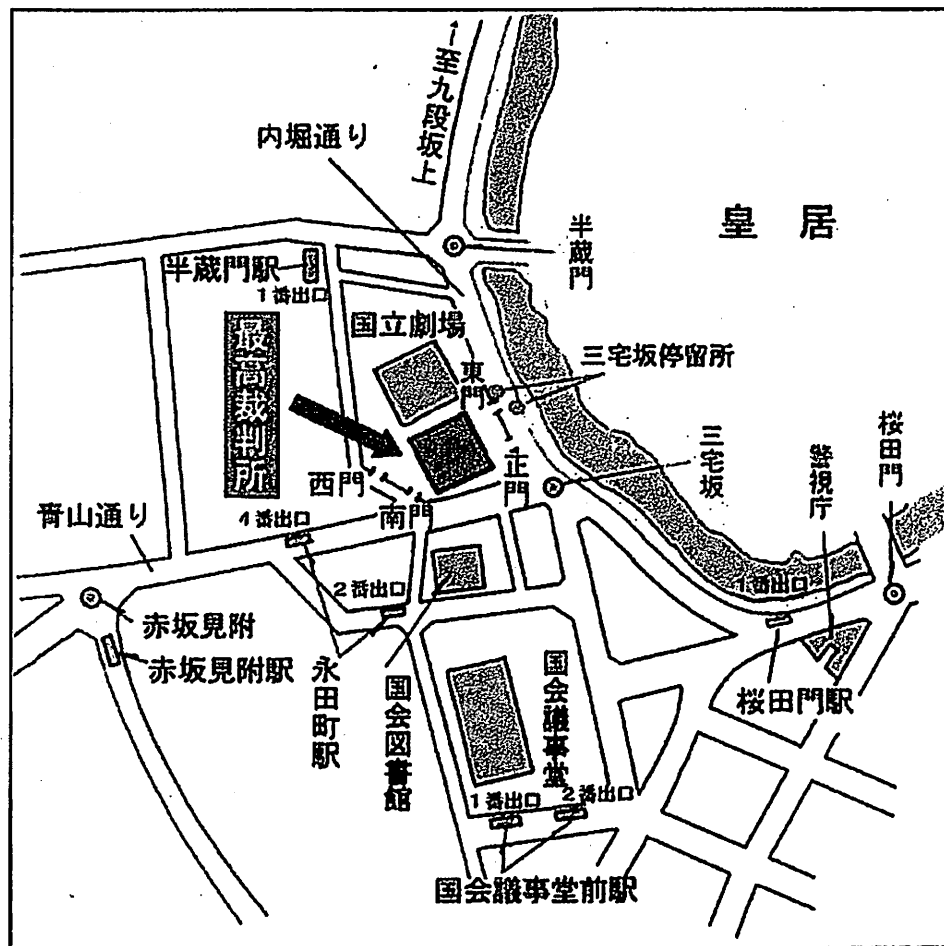 ↑至九段坂上
内堀通り
皇居
半蔵門
半蔵門駅
1番出口
最高裁判所
国立劇場
東門
三宅坂停留所
正門
三宅坂
桜田門
警視庁
西門
南門
青山通り
4番出口
2番出口
1番出口
赤坂見附
赤坂見附駅
永田町駅
国会図書館
国会議事堂
桜田門駅
1番出口
2番出口
国会議事堂前駅